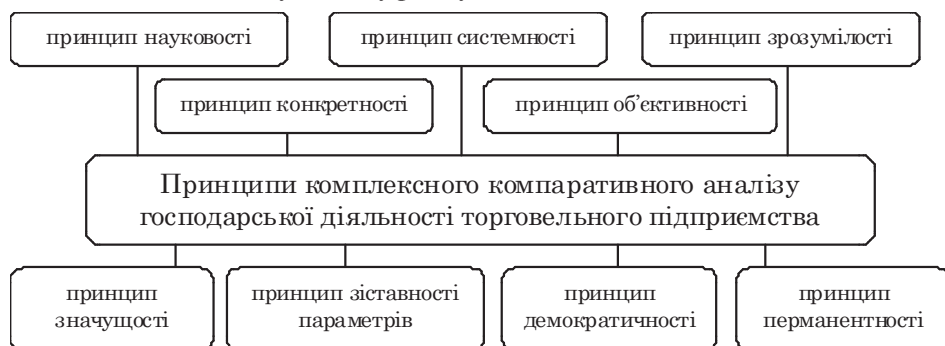 принцип науковості
принцип системності
принцип зрозумілості
принцип конкретності
принцип об’єктивності
Принципи комплексного компаративного аналізу
господарської діяльності торговельного підприємства
принцип
значущості
принцип зіставності
параметрів
принцип
демократичності
принцип
перманентності